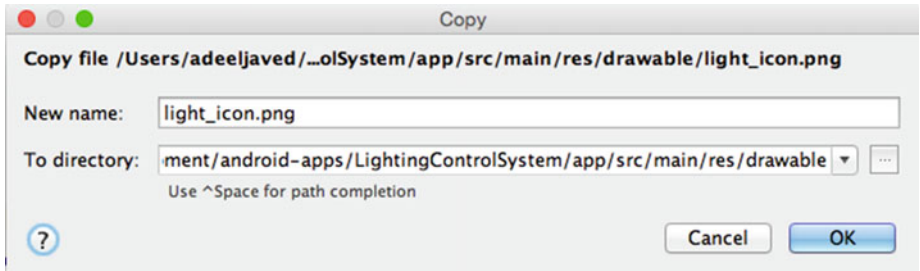 Copy
Copy file /Users/adeeljaved/…olSystem/app/src/main/res/drawable/light_icon.png
New name: light_icon.png
To directory: ment/android-apps/LightingControlSystem/app/src/main/res/drawable ...
Use ^Space for path completion
? Cancel OK